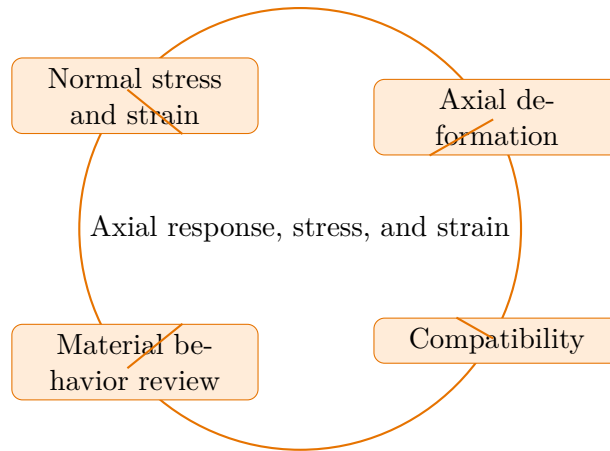 Normal stress
and strain
Axial de-
formation
Axial response, stress, and strain
Material be-
havior review
Compatibility